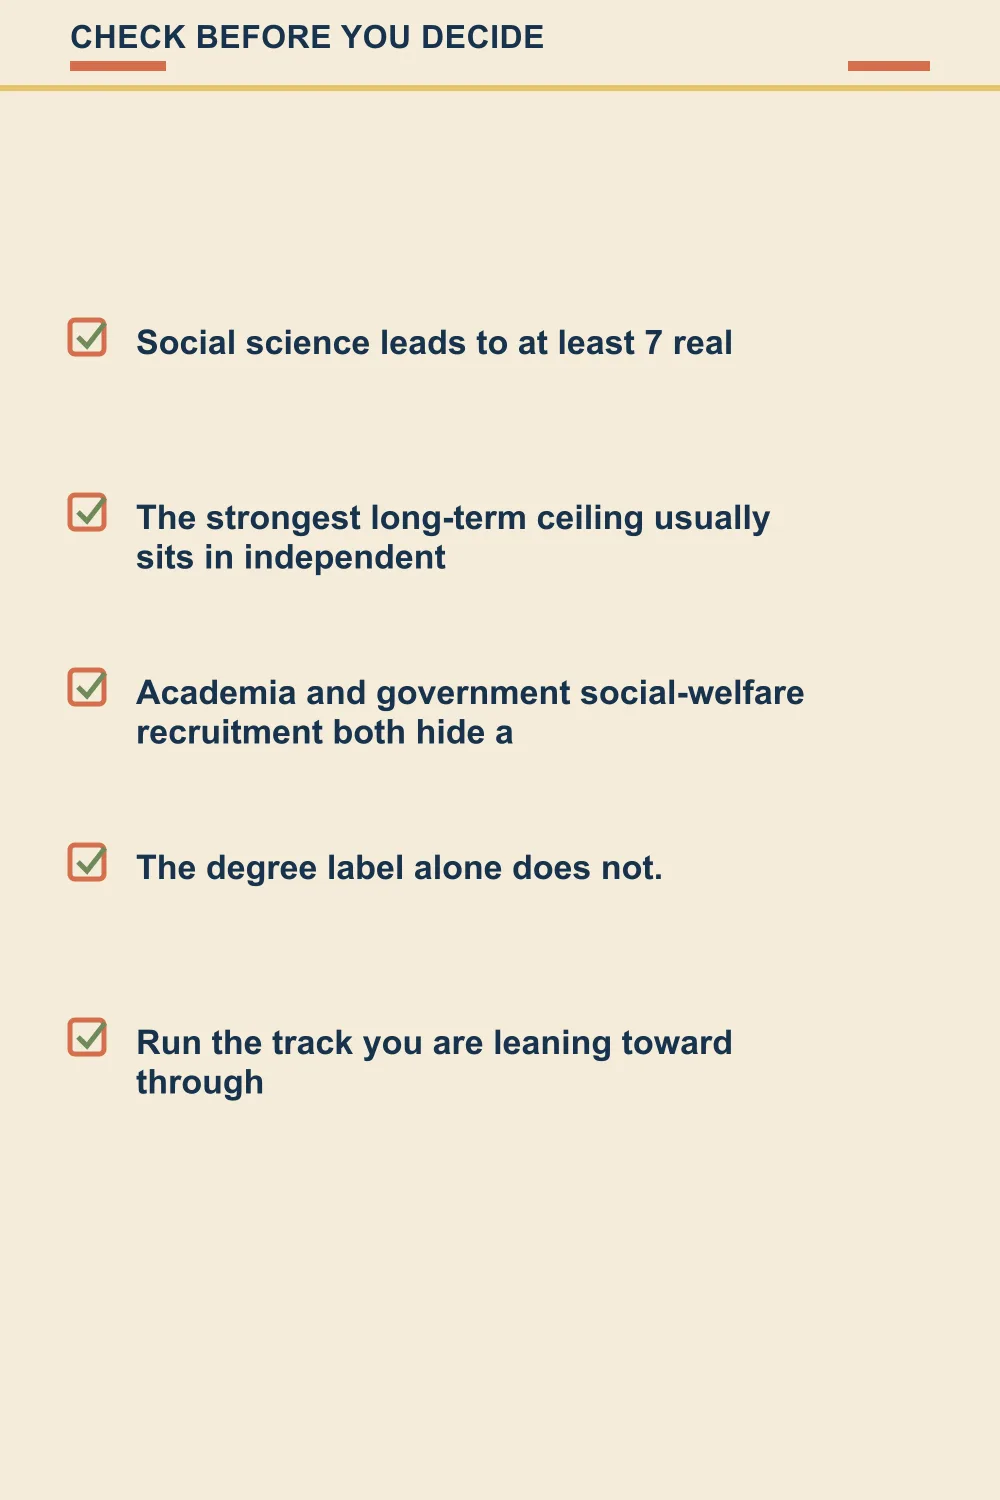 CHECK BEFORE YOU DECIDE
Social science leads to at least 7 real
The strongest long-term ceiling usually
sits in independent
Academia and government social-welfare
recruitment both hide a
The degree label alone does not.
Run the track you are leaning toward
through